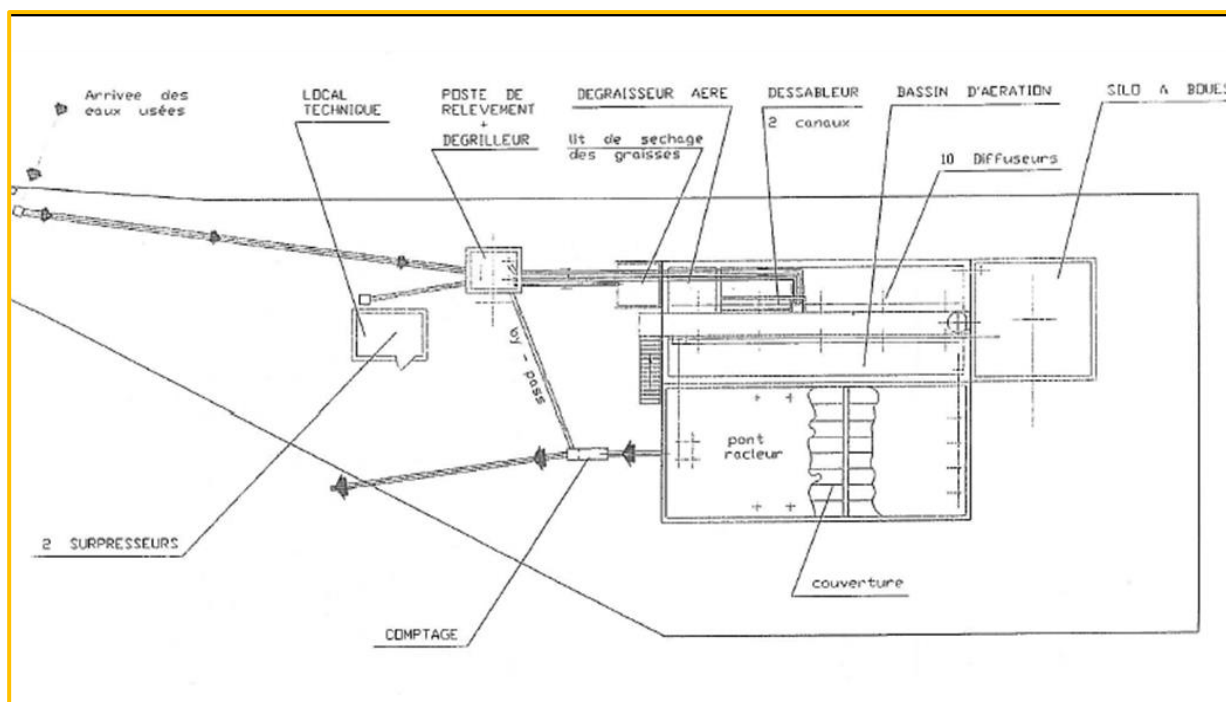 Arrivee des
eaux usées
LOCAL
TECHNIQUE
POSTE DE
RELEVEMENT
+
DEGRILLEUR
DEGRAISSEUR AERE
lit de sechage
des graisses
DESSABLEUR
2 canaux
BASSIN D'AERATION
10 Diffuseurs
SILO A BOUES
by - pass
pont
racleur
2 SURPRESSEURS
couverture
COMPTAGE